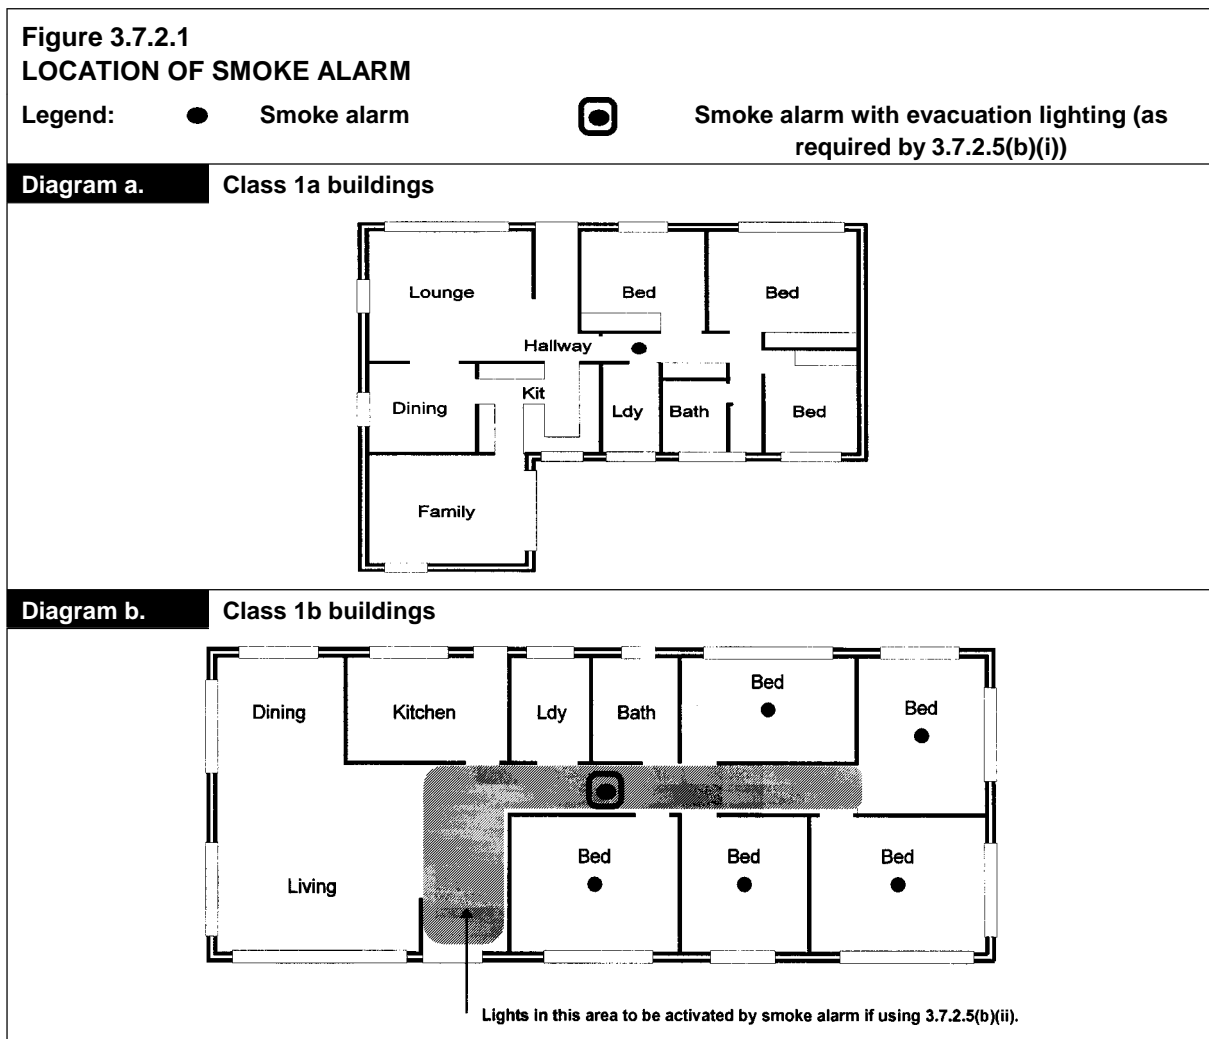 Figure 3.7.2.1
LOCATION OF SMOKE ALARM
Legend: Smoke alarm Smoke alarm with evacuation lighting (as
required by 3.7.2.5(b)(i))
Diagram a. Class 1a buildings
Lounge Bed Bed
Hallway
Kit
Dining Ldy Bath Bed
Family
Diagram b. Class 1b buildings
Dining Kitchen Ldy Bath Bed Bed
Living Bed Bed Bed
Lights in this area to be activated by smoke alarm if using 3.7.2.5(b)(ii).